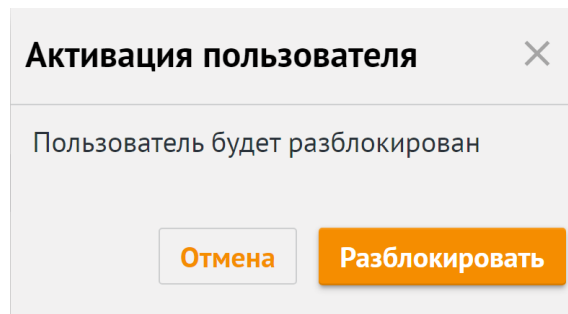 Активация пользователя
Пользователь будет разблокирован
Отмена
Разблокировать